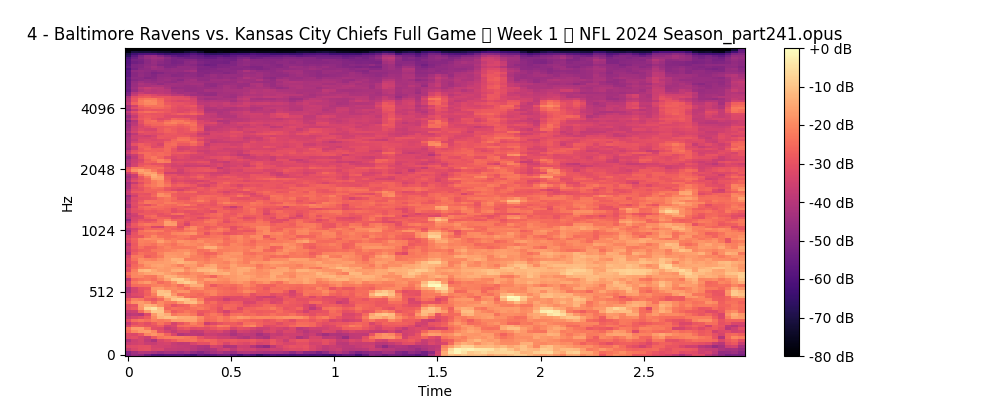 4 - Baltimore Ravens vs. Kansas City Chiefs Full Game ▯ Week 1 ▯ NFL 2024 Season_part241.opus
+0 dB
-10 dB
4096
-20 dB
2048
-30 dB
Hz
-40 dB
1024
-50 dB
512
-60 dB
-70 dB
0
-80 dB
0 0.5 1 1.5 2 2.5
Time